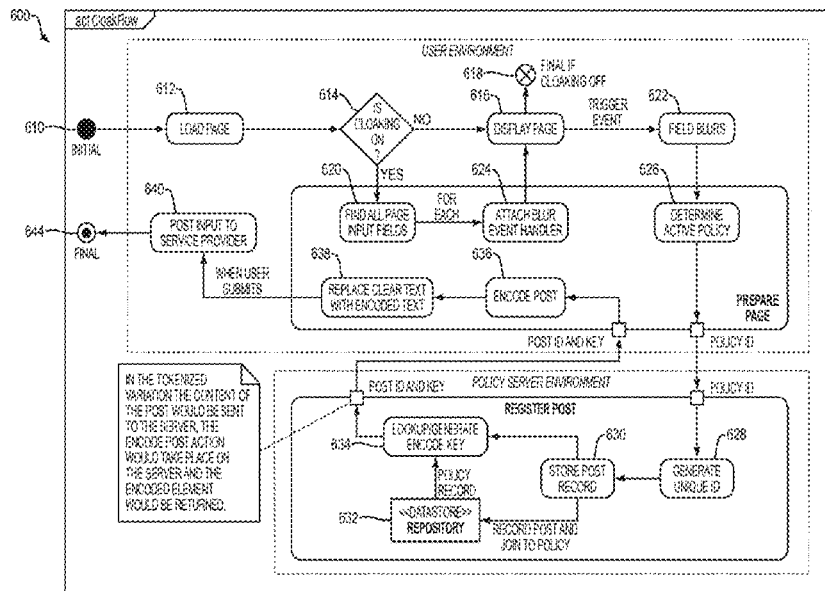 600
act CloakFlow
USER ENVIRONMENT
610
INITIAL
612
LOAD PAGE
614
IS
CLOAKING
ON
?
NO
YES
618
FINAL IF
CLOAKING OFF
616
DISPLAY PAGE
TRIGGER
EVENT
622
FIELD BLURS
620
FIND ALL PAGE
INPUT FIELDS
FOR
EACH
624
ATTACH BLUR
EVENT HANDLER
626
DETERMINE
ACTIVE POLICY
644
FINAL
640
POST INPUT TO
SERVICE PROVIDER
WHEN USER
SUBMITS
638
REPLACE CLEAR TEXT
WITH ENCODED TEXT
636
ENCODE POST
PREPARE
PAGE
POST ID AND KEY
POLICY ID
IN THE TOKENIZED
VARIATION THE CONTENT OF
THE POST WOULD BE SENT
TO THE SERVER, THE
ENCODE POST ACTION
WOULD TAKE PLACE ON
THE SERVER AND THE
ENCODED ELEMENT
WOULD BE RETURNED.
POST ID AND KEY
POLICY SERVER ENVIRONMENT
POLICY ID
REGISTER POST
634
LOOKUP/GENERATE
ENCODE KEY
POLICY
RECORD
630
STORE POST
RECORD
628
GENERATE
UNIQUE ID
632
<<DATASTORE>>
REPOSITORY
RECORD POST AND
JOIN TO POLICY